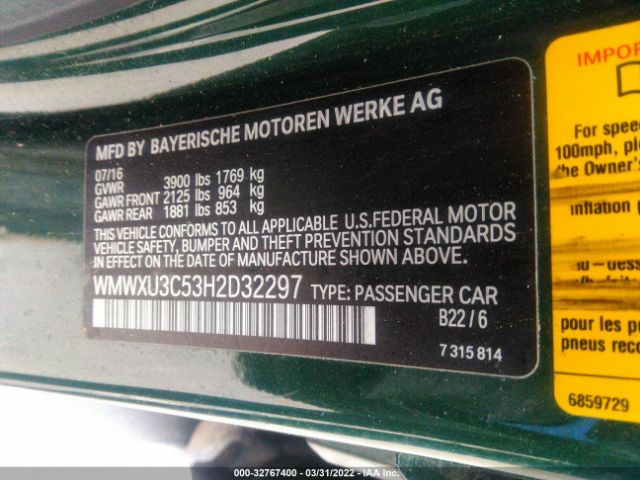 MFD BY BAYERISCHE MOTOREN WERKE AG
07/16
GVWR 3900 lbs 1769 kg
GAWR FRONT 2125 lbs 964 kg
GAWR REAR 1881 lbs 853 kg
THIS VEHICLE CONFORMS TO ALL APPLICABLE U.S.FEDERAL MOTOR
VEHICLE SAFETY, BUMPER AND THEFT PREVENTION STANDARDS
IN EFFECT ON THE DATE OF MANUFACTURE SHOWN ABOVE.
WMWXU3C53H2D32297 TYPE: PASSENGER CAR
B22/6
7 315 814
IMPOR
For spee
100mph, ple
the Owner's
inflation
pour les p
pneus reco
6859729
000-32767400 - 03/31/2022 - IAA Inc.